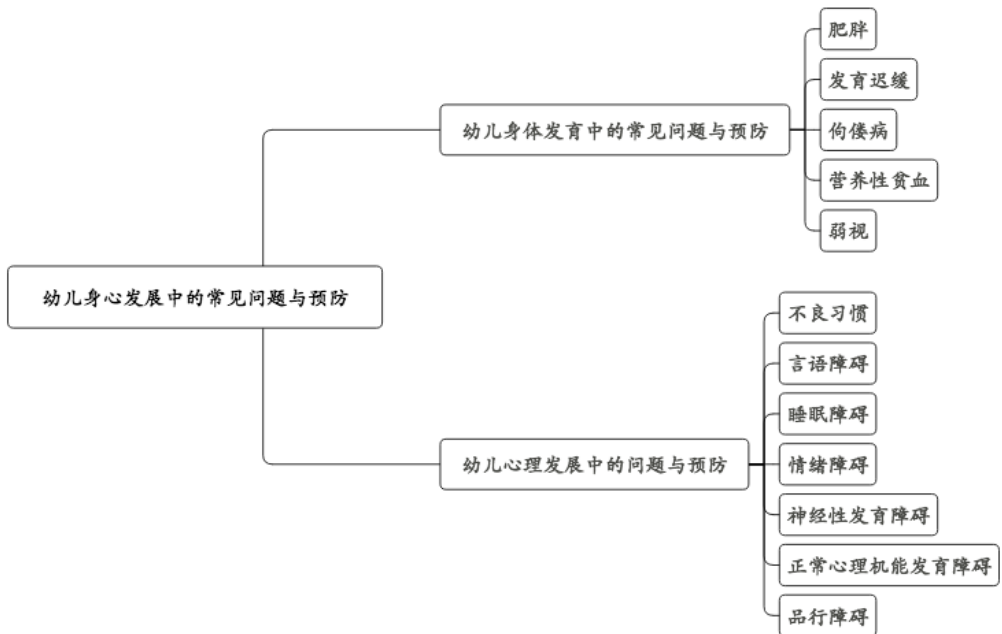 幼儿身心发展中的常见问题与预防
幼儿身体发育中的常见问题与预防
肥胖
发育迟缓
佝偻病
营养性贫血
弱视
幼儿心理发展中的问题与预防
不良习惯
言语障碍
睡眠障碍
情绪障碍
神经性发育障碍
正常心理机能发育障碍
品行障碍